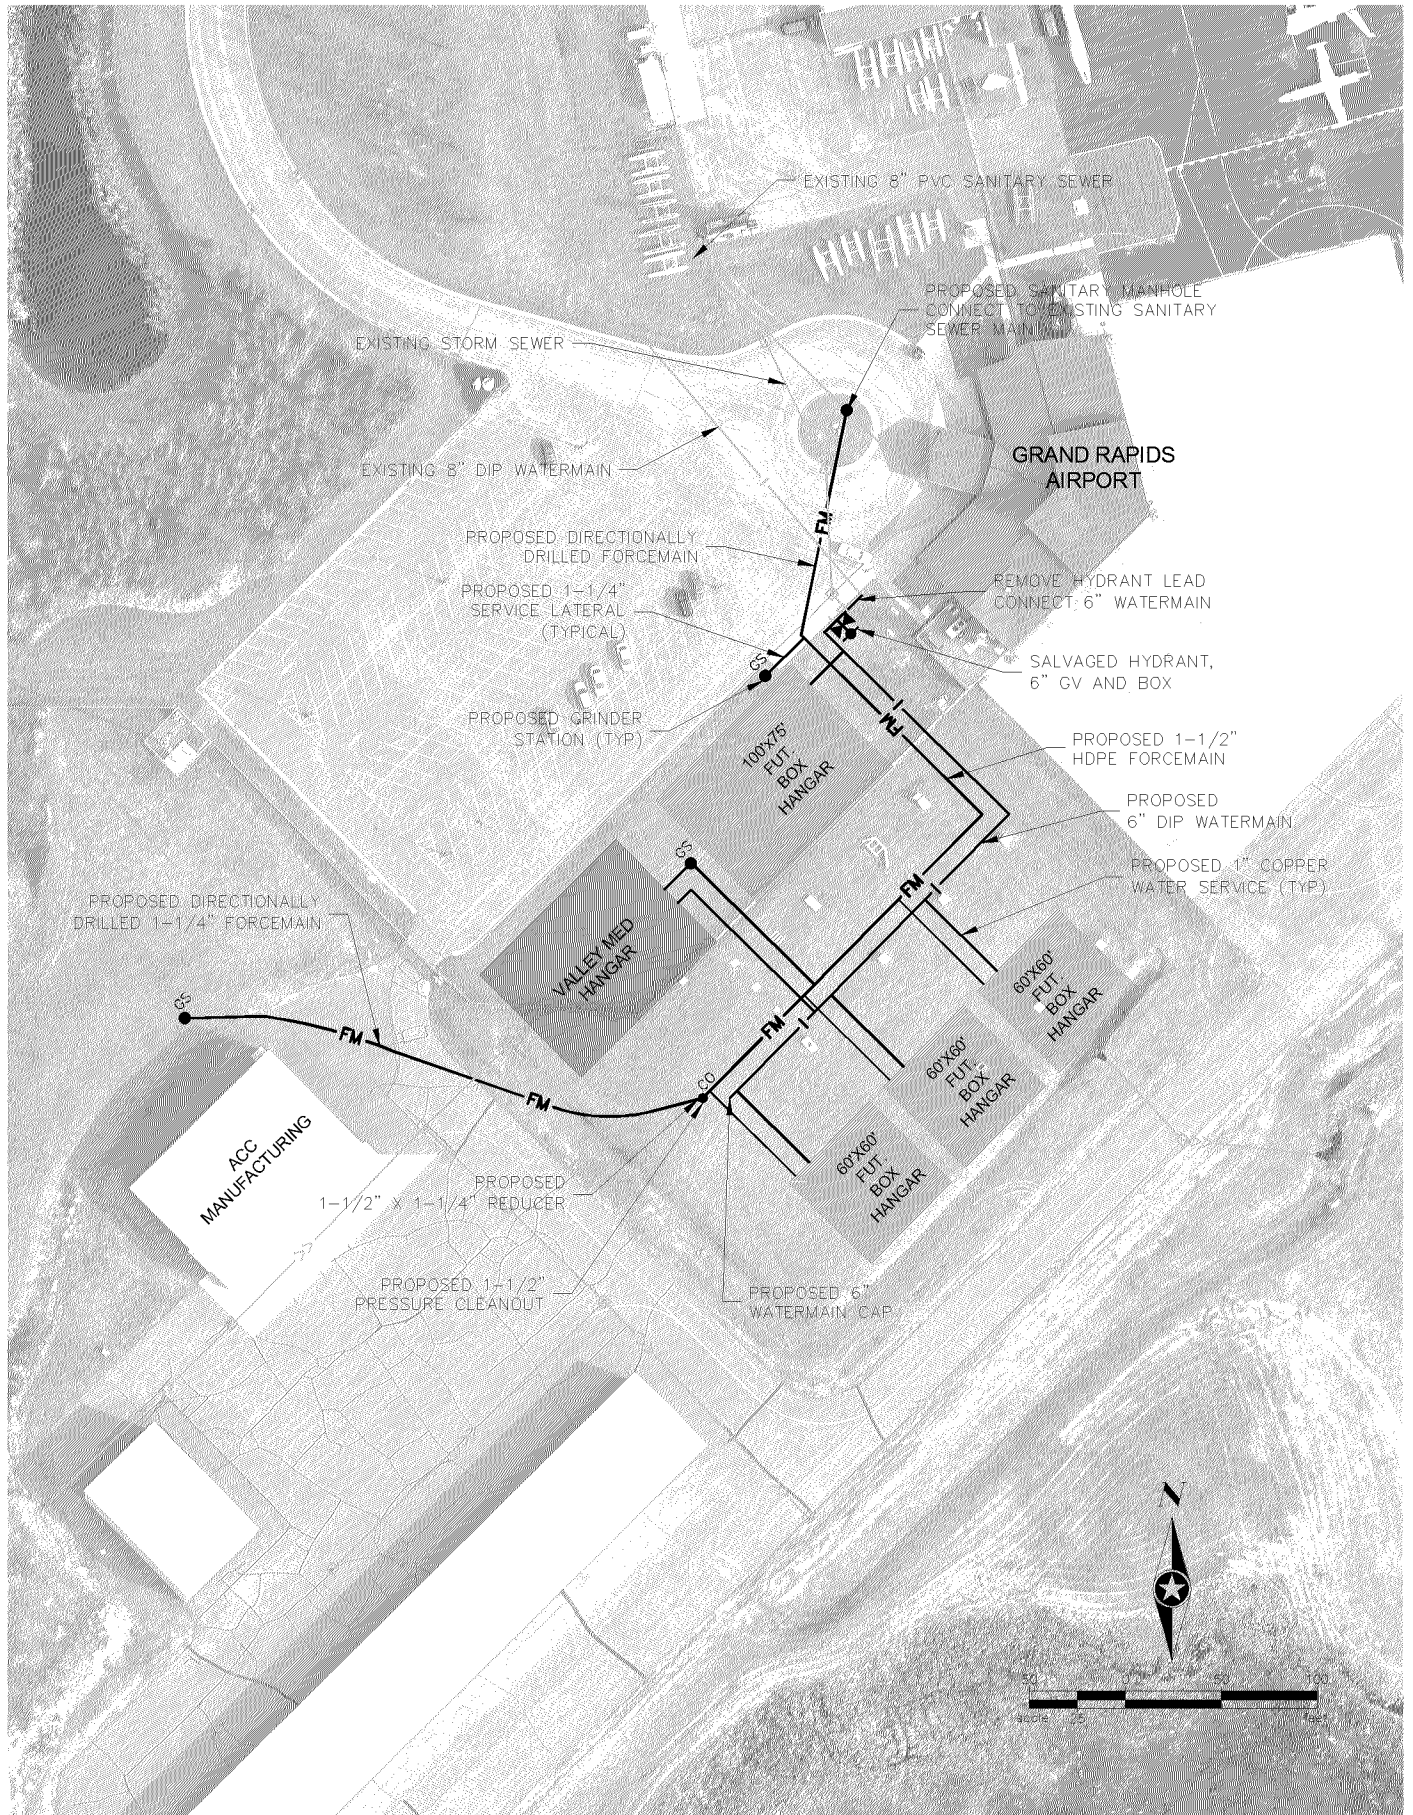 EXISTING 8" PVC SANITARY SEWER
PROPOSED SANITARY MANHOLE
CONNECT TO EXISTING SANITARY
SEWER MAIN
EXISTING STORM SEWER
GRAND RAPIDS
AIRPORT
EXISTING 8" DIP WATERMAIN
FM
PROPOSED DIRECTIONALLY
DRILLED FORCEMAIN
PROPOSED 1-1/4"
SERVICE LATERAL
(TYPICAL)
REMOVE HYDRANT LEAD
CONNECT 6" WATERMAIN
GS
SALVAGED HYDRANT,
6" GV AND BOX
PROPOSED GRINDER
STATION (TYP)
FM
I
100'X75'
FUT.
BOX
HANGAR
PROPOSED 1-1/2"
HDPE FORCEMAIN
PROPOSED
6" DIP WATERMAIN
GS
FM
I
PROPOSED 1" COPPER
WATER SERVICE (TYP)
PROPOSED DIRECTIONALLY
DRILLED 1-1/4" FORCEMAIN
VALLEY MED
HANGAR
60'X60'
FUT.
BOX
HANGAR
GS
FM
FM
I
60'X60'
FUT.
BOX
HANGAR
FM
CO
60'X60'
FUT.
BOX
HANGAR
ACC
MANUFACTURING
PROPOSED
1-1/2" X 1-1/4" REDUCER
PROPOSED 1-1/2"
PRESSURE CLEANOUT
PROPOSED 6"
WATERMAIN CAP
N
50 0 50 100
scale 25 feet